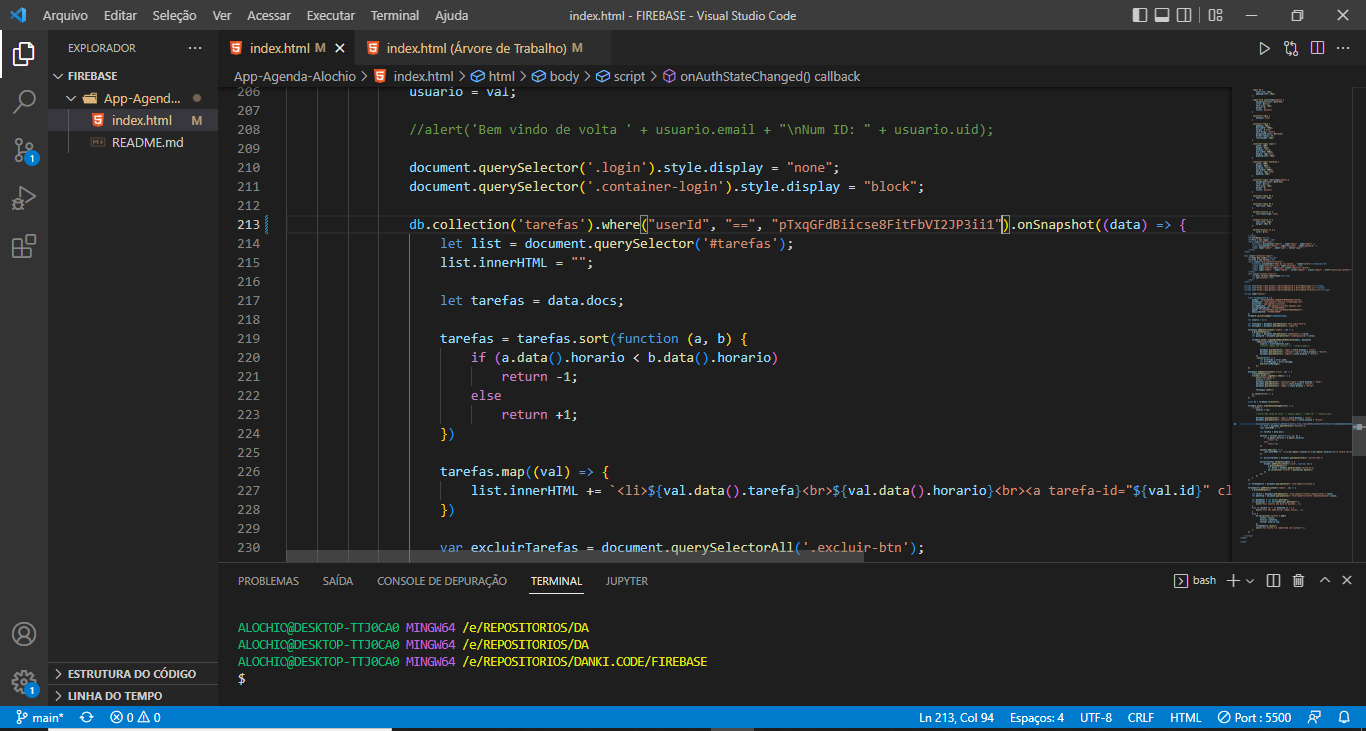 Arquivo Editar Seleção Ver Acessar Executar Terminal Ajuda index.html - FIREBASE - Visual Studio Code
EXPLORADOR ···
FIREBASE
App-Agend...
index.html M
README.md
ESTRUTURA DO CÓDIGO
LINHA DO TEMPO
1
1
index.html M
index.html (Árvore de Trabalho) M
App-Agenda-Alochio > index.html > html > body > script > onAuthStateChanged() callback
206 usuario = val;
207
208 //alert('Bem vindo de volta ' + usuario.email + "\nNum ID: " + usuario.uid);
209
210 document.querySelector('.login').style.display = "none";
211 document.querySelector('.container-login').style.display = "block";
212
213 db.collection('tarefas').where("userId", "==", "pTxqGFdBiicse8FitFbVI2JP3ii1").onSnapshot((data) => {
214 let list = document.querySelector('#tarefas');
215 list.innerHTML = "";
216
217 let tarefas = data.docs;
218
219 tarefas = tarefas.sort(function (a, b) {
220 if (a.data().horario < b.data().horario)
221 return -1;
222 else
223 return +1;
224 })
225
226 tarefas.map((val) => {
227 list.innerHTML += `<li>${val.data().tarefa}<br>${val.data().horario}<br><a tarefa-id="${val.id}" cl
228 })
229
230 var excluirTarefas = document.querySelectorAll('.excluir-btn');
PROBLEMAS SAÍDA CONSOLE DE DEPURAÇÃO TERMINAL JUPYTER bash
ALOCHIO@DESKTOP-TTJ0CA0 MINGW64 /e/REPOSITORIOS/DA
ALOCHIO@DESKTOP-TTJ0CA0 MINGW64 /e/REPOSITORIOS/DA
ALOCHIO@DESKTOP-TTJ0CA0 MINGW64 /e/REPOSITORIOS/DANKI.CODE/FIREBASE
$
main* 0 0 Ln 213, Col 94 Espaços: 4 UTF-8 CRLF HTML Port : 5500